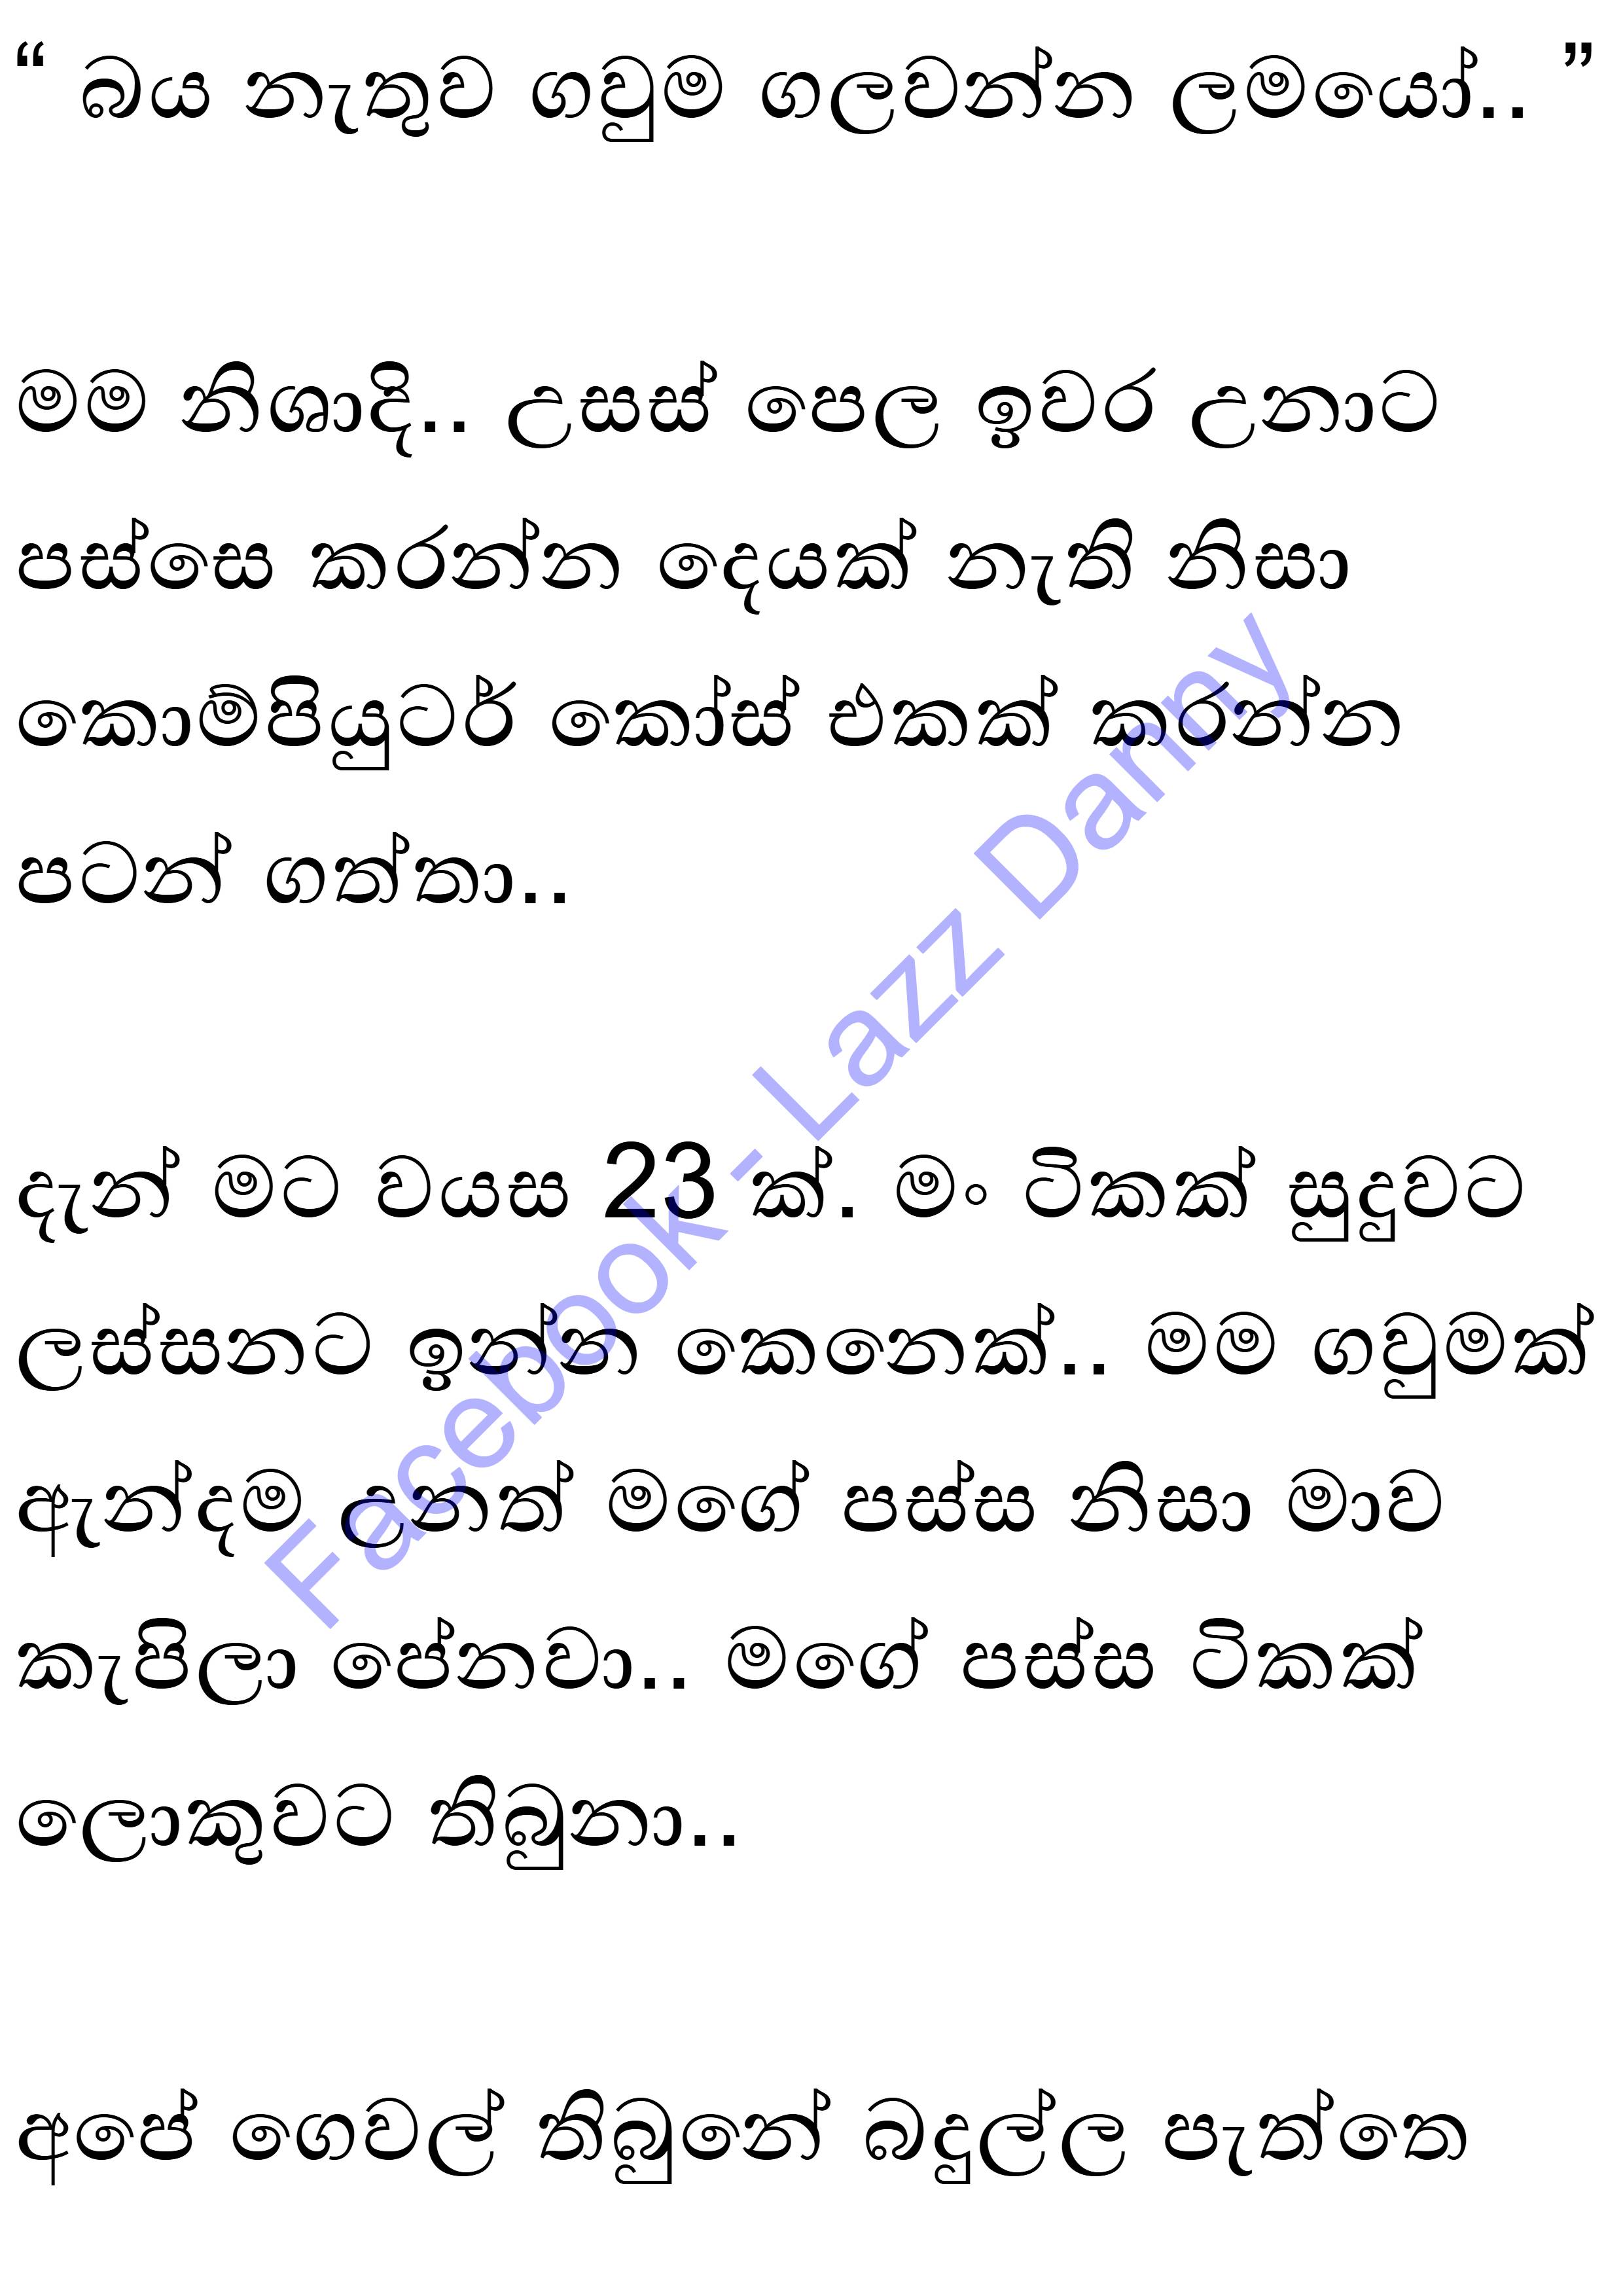 “ බය නැතුව ගවුම ගලවන්න ළමයෝ.. ”
මම නිශාදි.. උසස් පෙල ඉවර උනාට
පස්සෙ කරන්න දෙයක් නැති නිසා
කොම්පියුටර් කෝස් එකක් කරන්න
පටන් ගත්තා..
දැන් මට වයස 23 ක්. මං ටිකක් සුදුවට
ලස්සනට ඉන්න කෙනෙක්.. මම ගවුමක්
ඇන්දම උනත් මගේ පස්ස නිසා මාව
කැපිලා පේනවා.. මගේ පස්ස ටිකක්
ලොකුවට තිබුනා..
අපේ ගෙවල් තිබුනේ බදුල්ල පැත්තෙ
Facebook - Lazz Danny